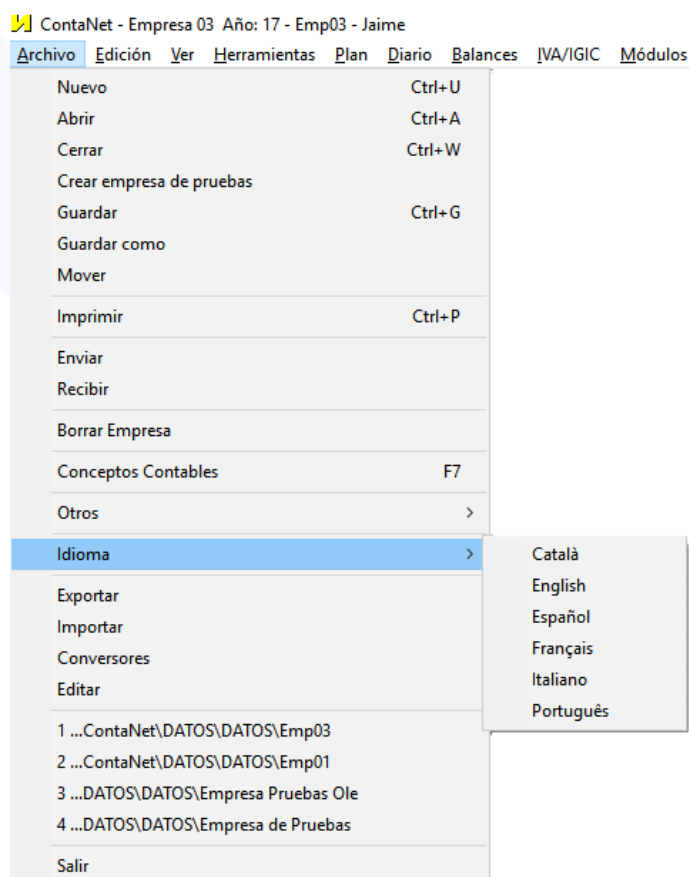 ContaNet - Empresa 03 Año: 17 - Emp03 - Jaime
Archivo Edición Ver Herramientas Plan Diario Balances IVA/IGIC Módulos
Nuevo Ctrl+U
Abrir Ctrl+A
Cerrar Ctrl+W
Crear empresa de pruebas
Guardar Ctrl+G
Guardar como
Mover
Imprimir Ctrl+P
Enviar
Recibir
Borrar Empresa
Conceptos Contables F7
Otros >
Idioma >
Català
English
Español
Français
Italiano
Português
Exportar
Importar
Conversores
Editar
1 ...ContaNet\DATOS\DATOS\Emp03
2 ...ContaNet\DATOS\DATOS\Emp01
3 ...DATOS\DATOS\Empresa Pruebas Ole
4 ...DATOS\DATOS\Empresa de Pruebas
Salir